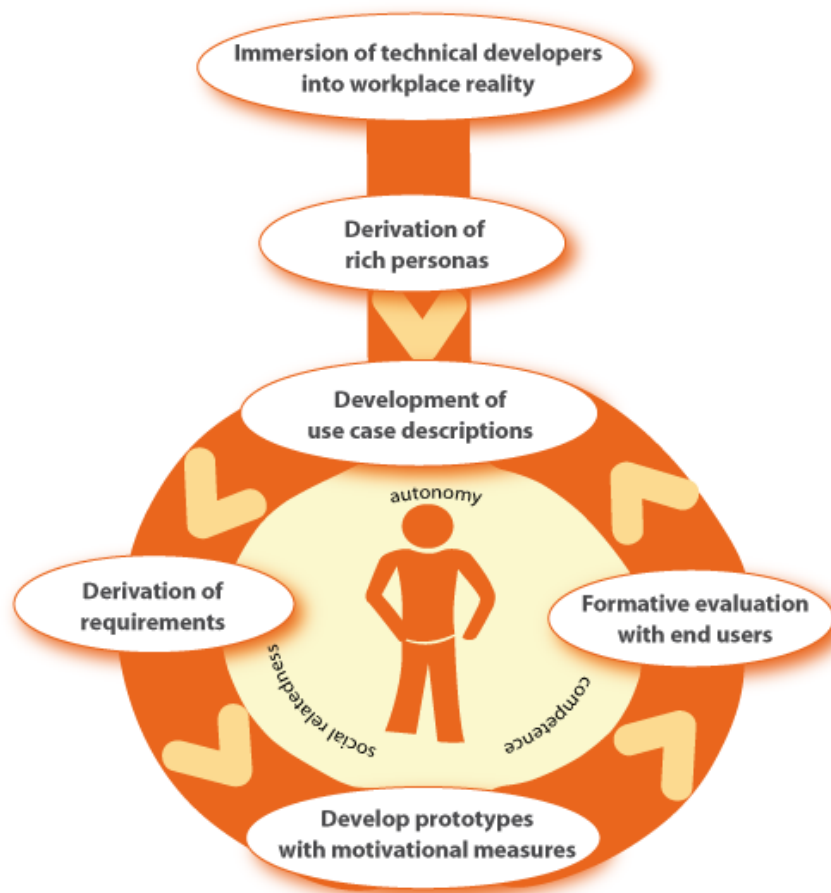 Immersion of technical developers
into workplace reality
Derivation of
rich personas
Development of
use case descriptions
autonomy
Derivation of
requirements
Formative evaluation
with end users
social relatedness
competence
Develop prototypes
with motivational measures